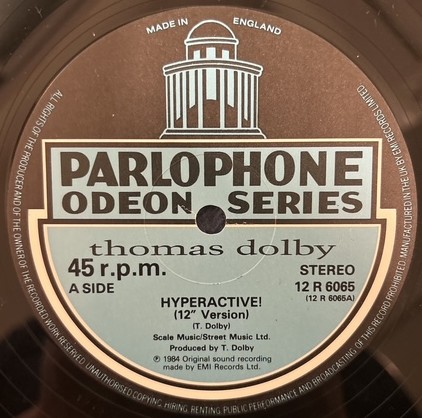 MADE IN ENGLAND
PARLOPHONE
ODEON SERIES
thomas dolby
45 r.p.m.
STEREO
A SIDE
12 R 6065
(12 R 6065A)
HYPERACTIVE!
(12" Version)
(T. Dolby)
Scale Music/Street Music Ltd.
Produced by T. Dolby
℗ 1984 Original sound recording
made by EMI Records Ltd.
ALL RIGHTS OF THE PRODUCER AND OF THE OWNER OF THE RECORDED WORK RESERVED. UNAUTHORISED COPYING, HIRING, RENTING, PUBLIC PERFORMANCE AND BROADCASTING OF THIS RECORD PROHIBITED. MANUFACTURED IN THE U.K. BY EMI RECORDS LIMITED